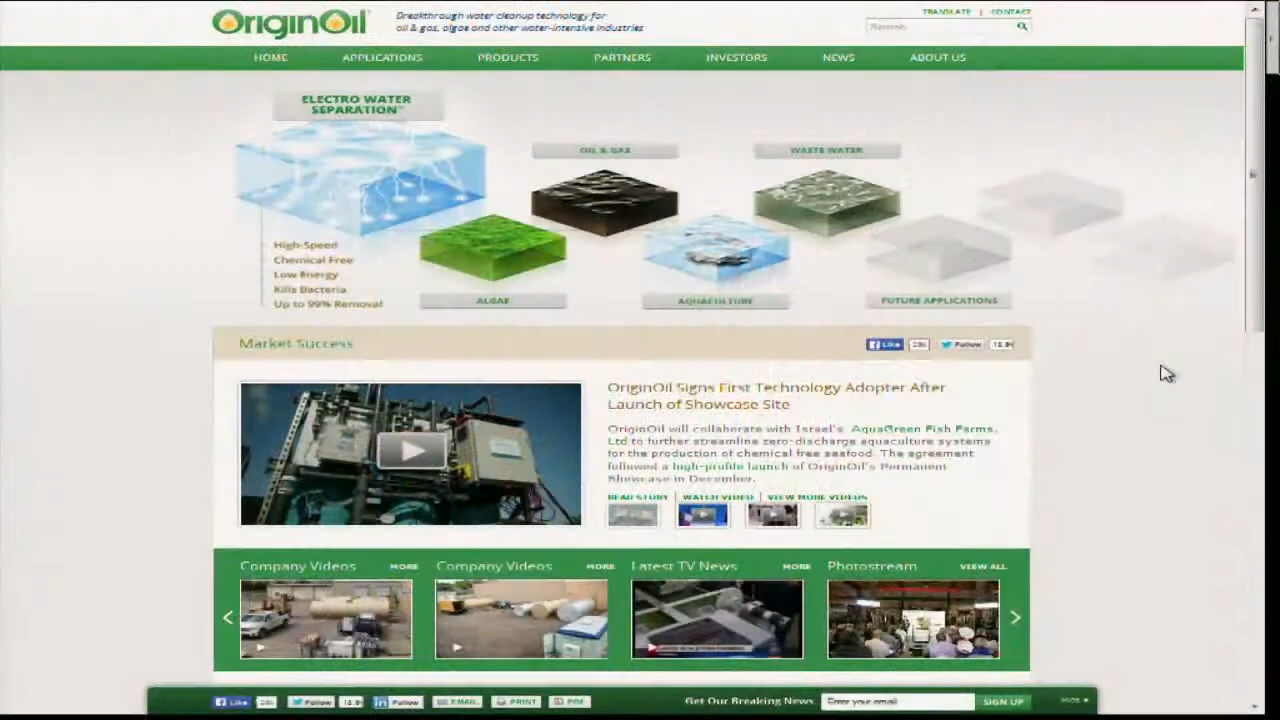 OriginOil
Breakthrough water cleanup technology for
oil & gas, algae and other water-intensive industries
TRANSLATE | CONTACT
Search
HOME APPLICATIONS PRODUCTS PARTNERS INVESTORS NEWS ABOUT US
ELECTRO WATER
SEPARATION™
OIL & GAS
WASTE WATER
High-Speed
Chemical Free
Low Energy
Kills Bacteria
Up to 99% Removal
ALGAE
AQUACULTURE
FUTURE APPLICATIONS
Market Success
Like
Follow
OriginOil Signs First Technology Adopter After
Launch of Showcase Site
OriginOil will collaborate with Israel's AquaGreen Fish Farms,
Ltd to further streamline zero-discharge aquaculture systems
for the production of chemical free seafood. The agreement
followed a high-profile launch of OriginOil's Permanent
Showcase in December.
READ STORY | WATCH VIDEO | VIEW MORE VIDEOS
Company Videos MORE
Company Videos MORE
Latest TV News MORE
Photostream VIEW ALL
Like Follow Follow EMAIL PRINT PDF
Get Our Breaking News Enter your email SIGN UP